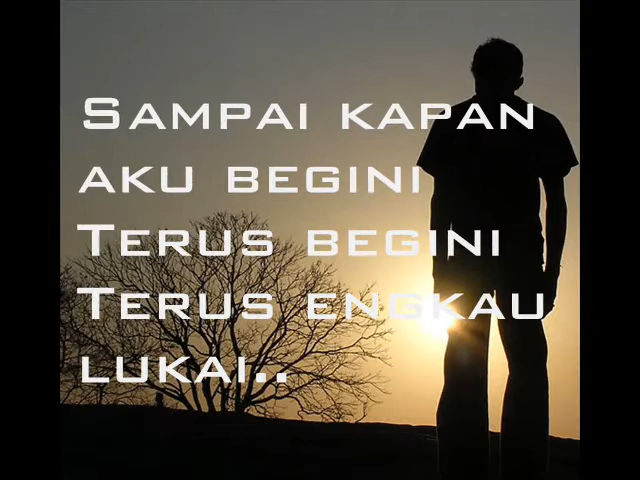 Sampai kapan
aku begini
Terus begini
Terus engkau
lukai..